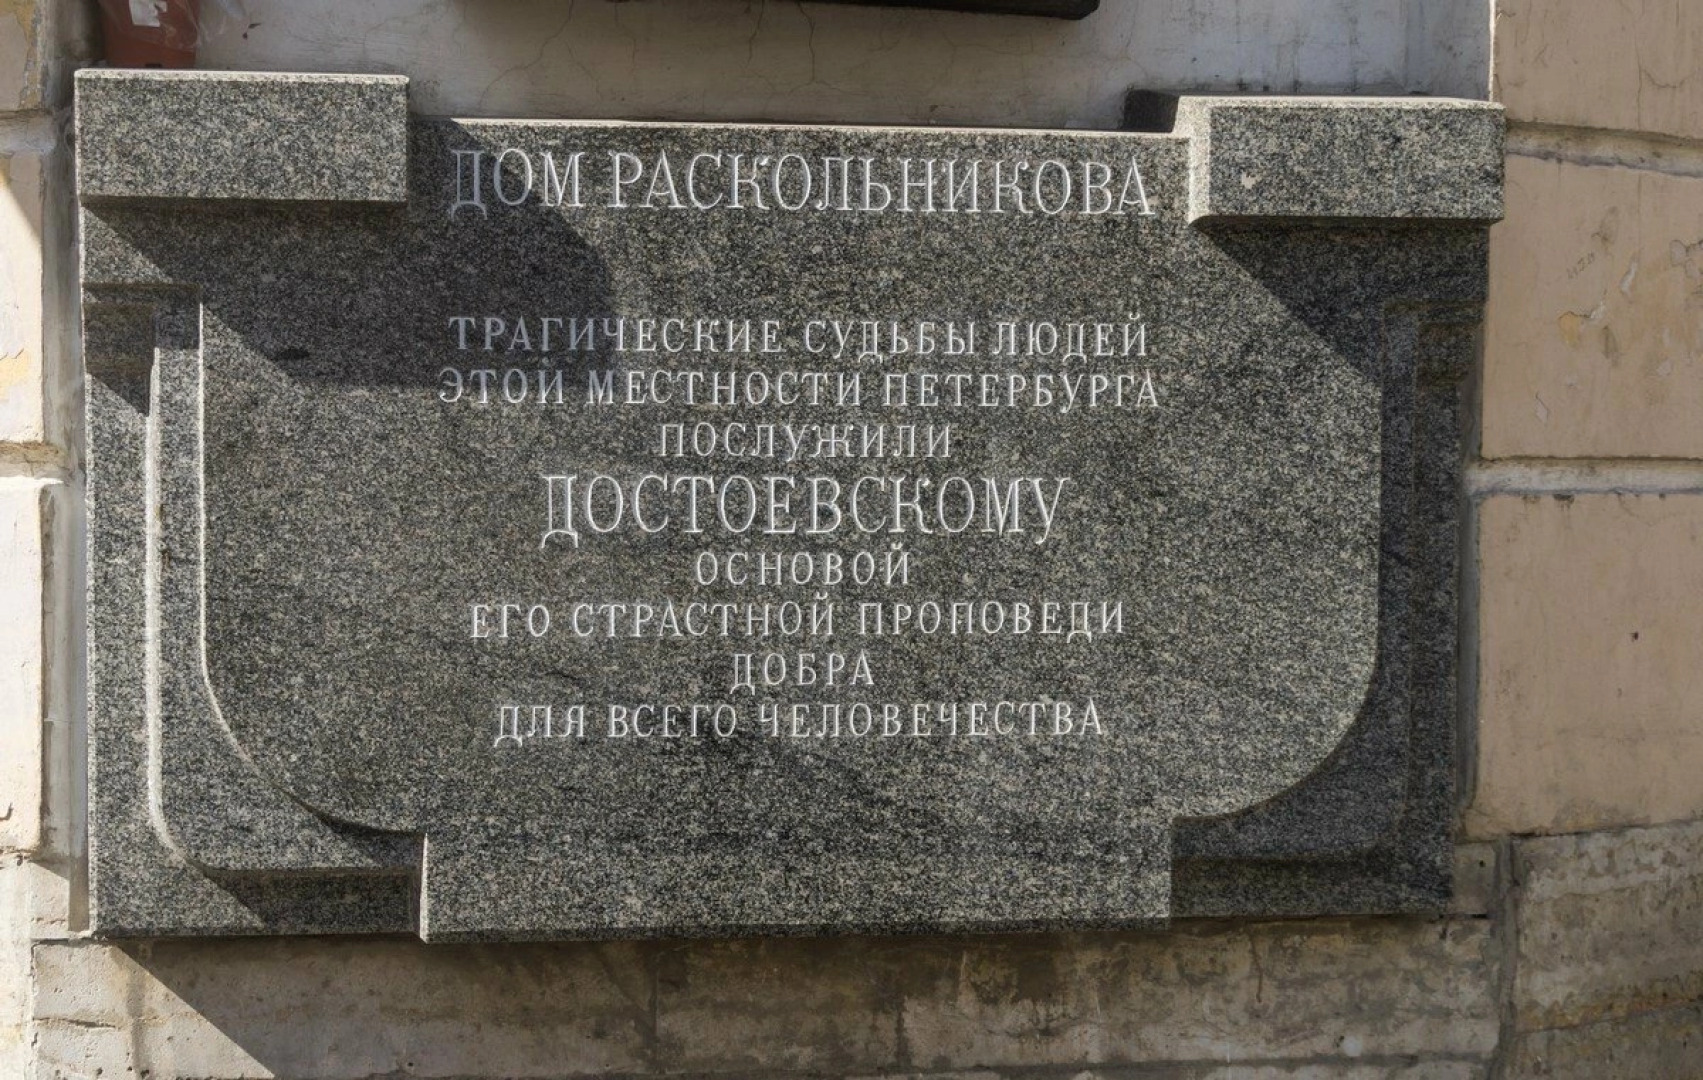 ДОМ РАСКОЛЬНИКОВА
ТРАГИЧЕСКИЕ СУДЬБЫ ЛЮДЕЙ
ЭТОЙ МЕСТНОСТИ ПЕТЕРБУРГА
ПОСЛУЖИЛИ
ДОСТОЕВСКОМУ
ОСНОВОЙ
ЕГО СТРАСТНОЙ ПРОПОВЕДИ
ДОБРА
ДЛЯ ВСЕГО ЧЕЛОВЕЧЕСТВА